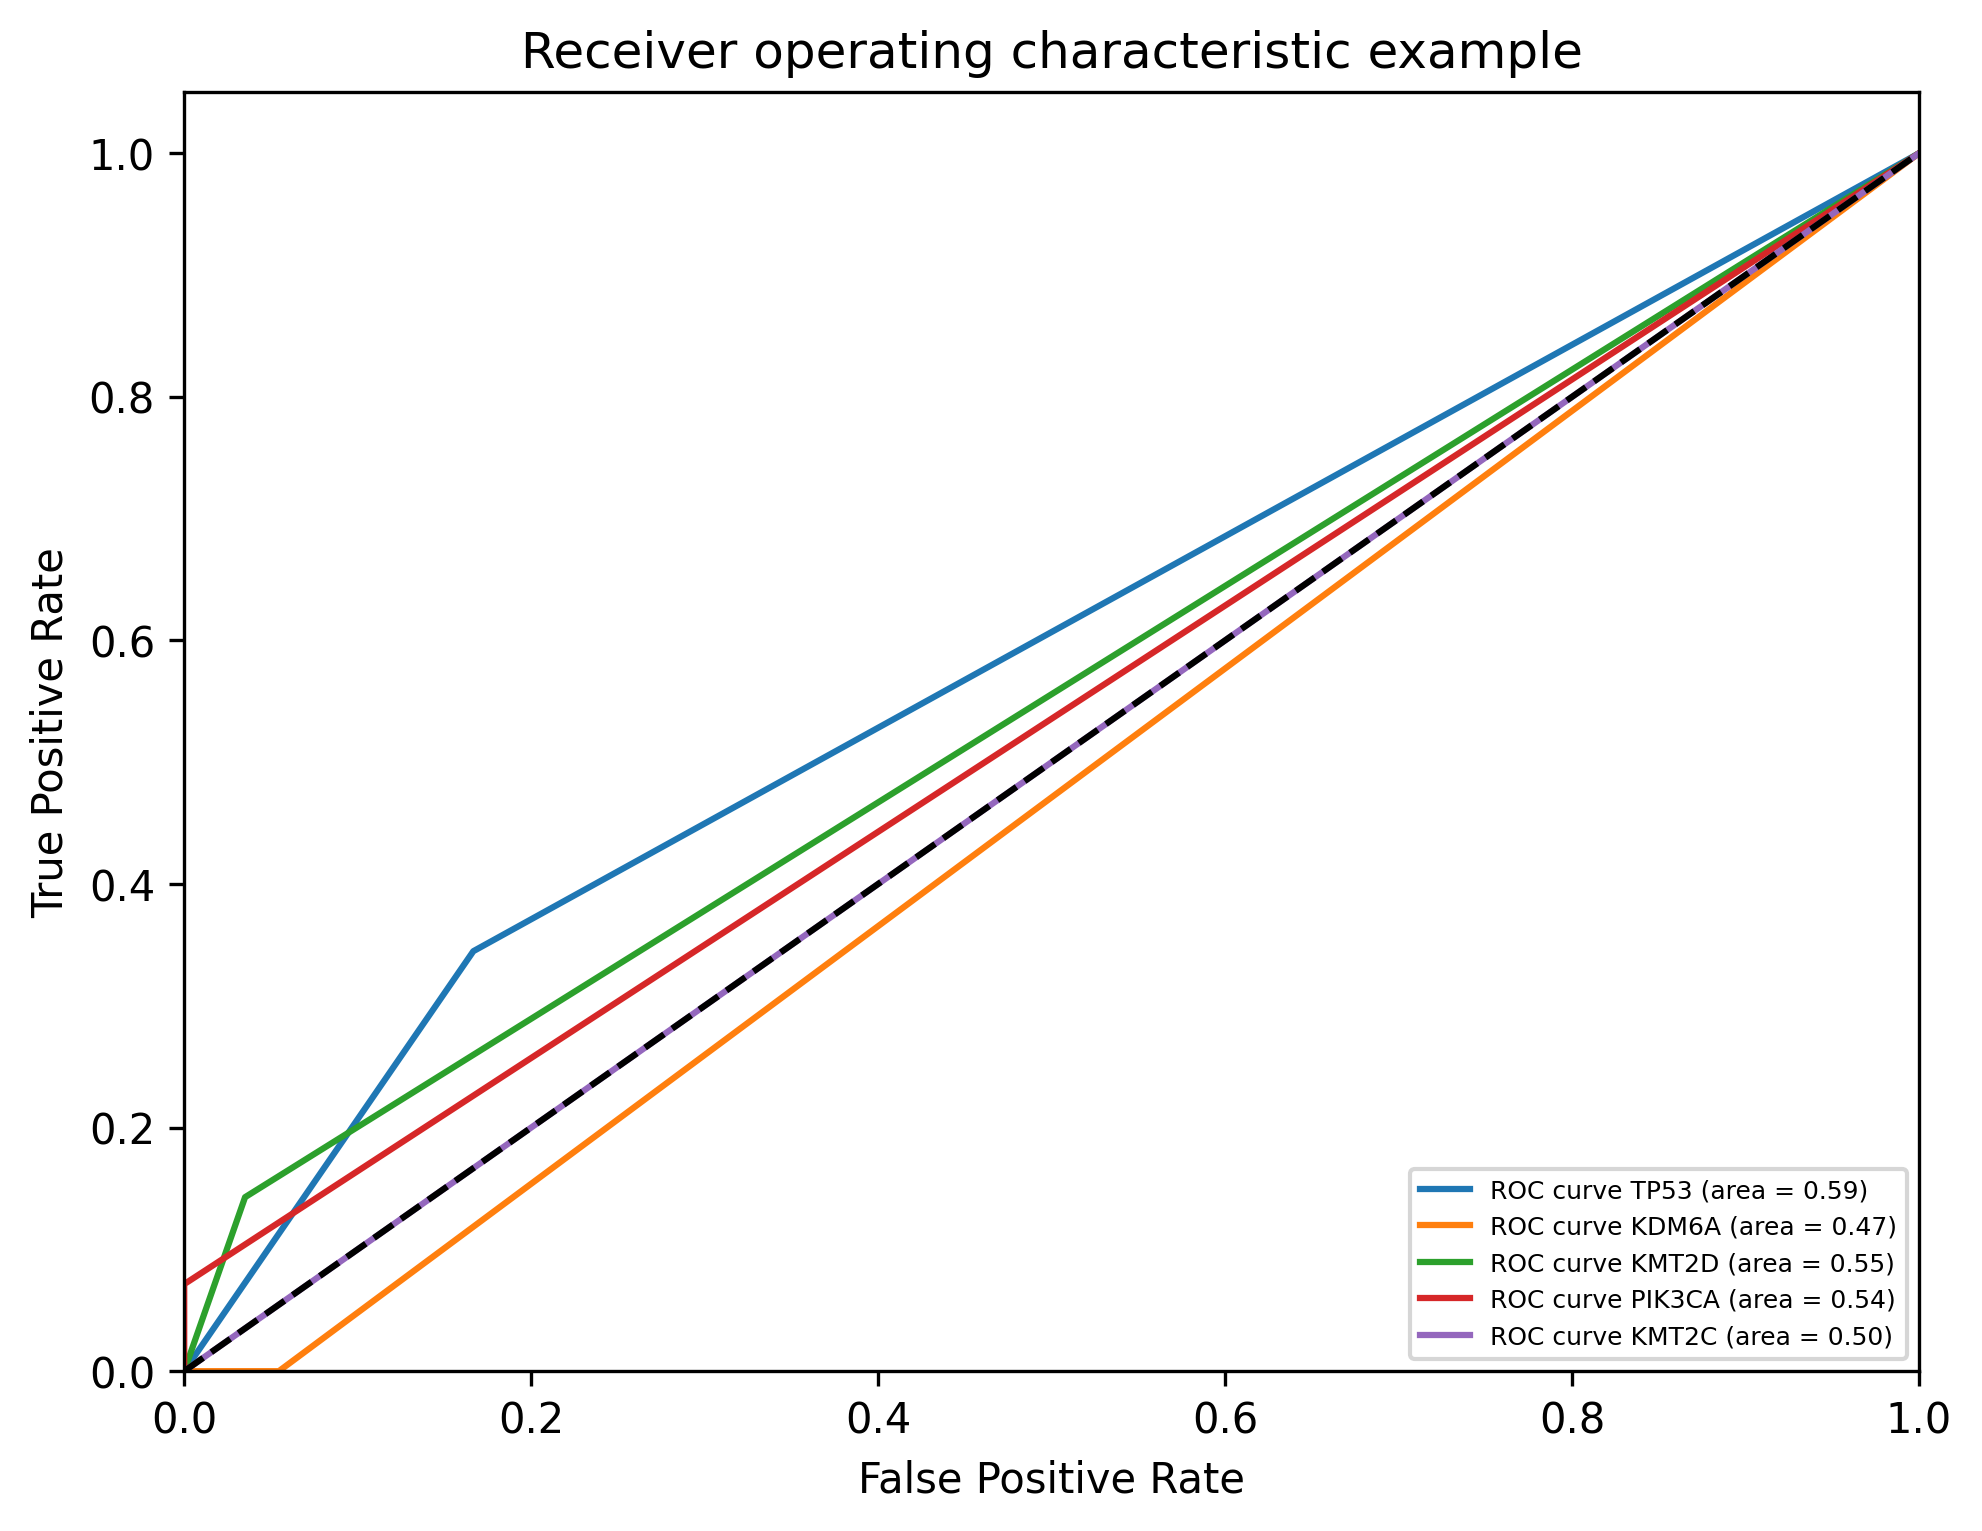 Receiver operating characteristic example
1.0
0.8
0.6
0.4
0.2
0.0
True Positive Rate
ROC curve TP53 (area = 0.59)
ROC curve KDM6A (area = 0.47)
ROC curve KMT2D (area = 0.55)
ROC curve PIK3CA (area = 0.54)
ROC curve KMT2C (area = 0.50)
0.0 0.2 0.4 0.6 0.8 1.0
False Positive Rate